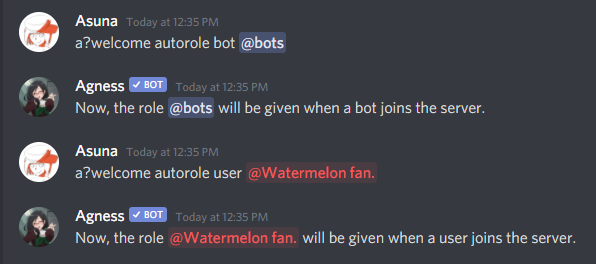 Asuna Today at 12:35 PM
a?welcome autorole bot @bots
Agness BOT Today at 12:35 PM
Now, the role @bots will be given when a bot joins the server.
Asuna Today at 12:35 PM
a?welcome autorole user @Watermelon fan.
Agness BOT Today at 12:35 PM
Now, the role @Watermelon fan. will be given when a user joins the server.